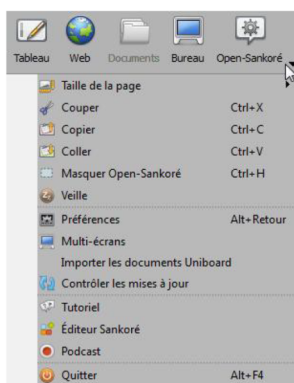 Tableau Web Documents Bureau Open-Sankoré
Taille de la page
Couper Ctrl+X
Copier Ctrl+C
Coller Ctrl+V
Masquer Open-Sankoré Ctrl+H
Veille
Préférences Alt+Retour
Multi-écrans
Importer les documents Uniboard
Contrôler les mises à jour
Tutoriel
Éditeur Sankoré
Podcast
Quitter Alt+F4